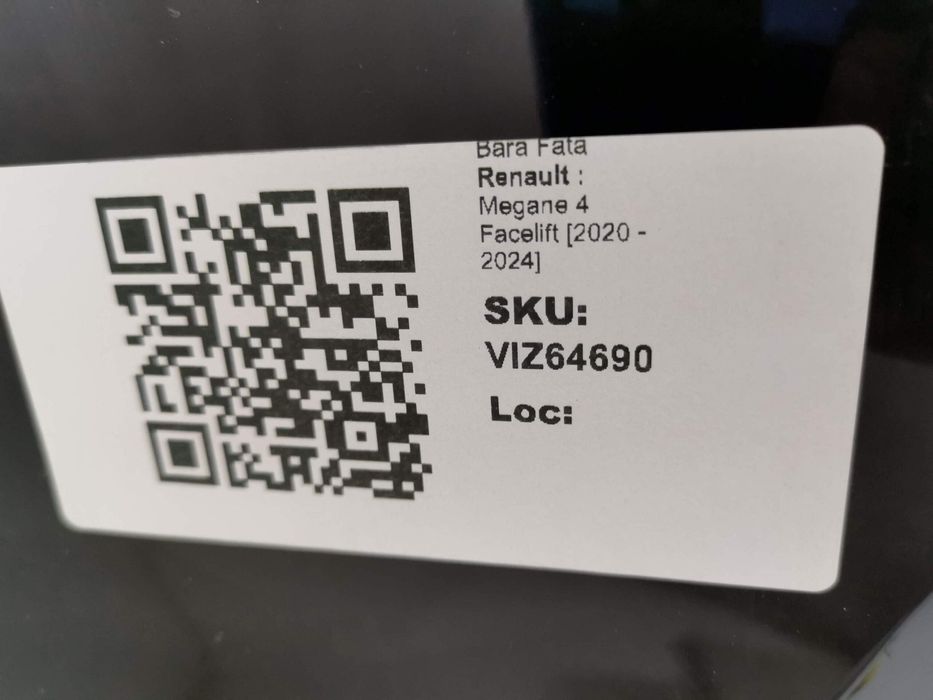 Bara Fata
Renault :
Megane 4
Facelift [2020 -
2024]
SKU:
VIZ64690
Loc: